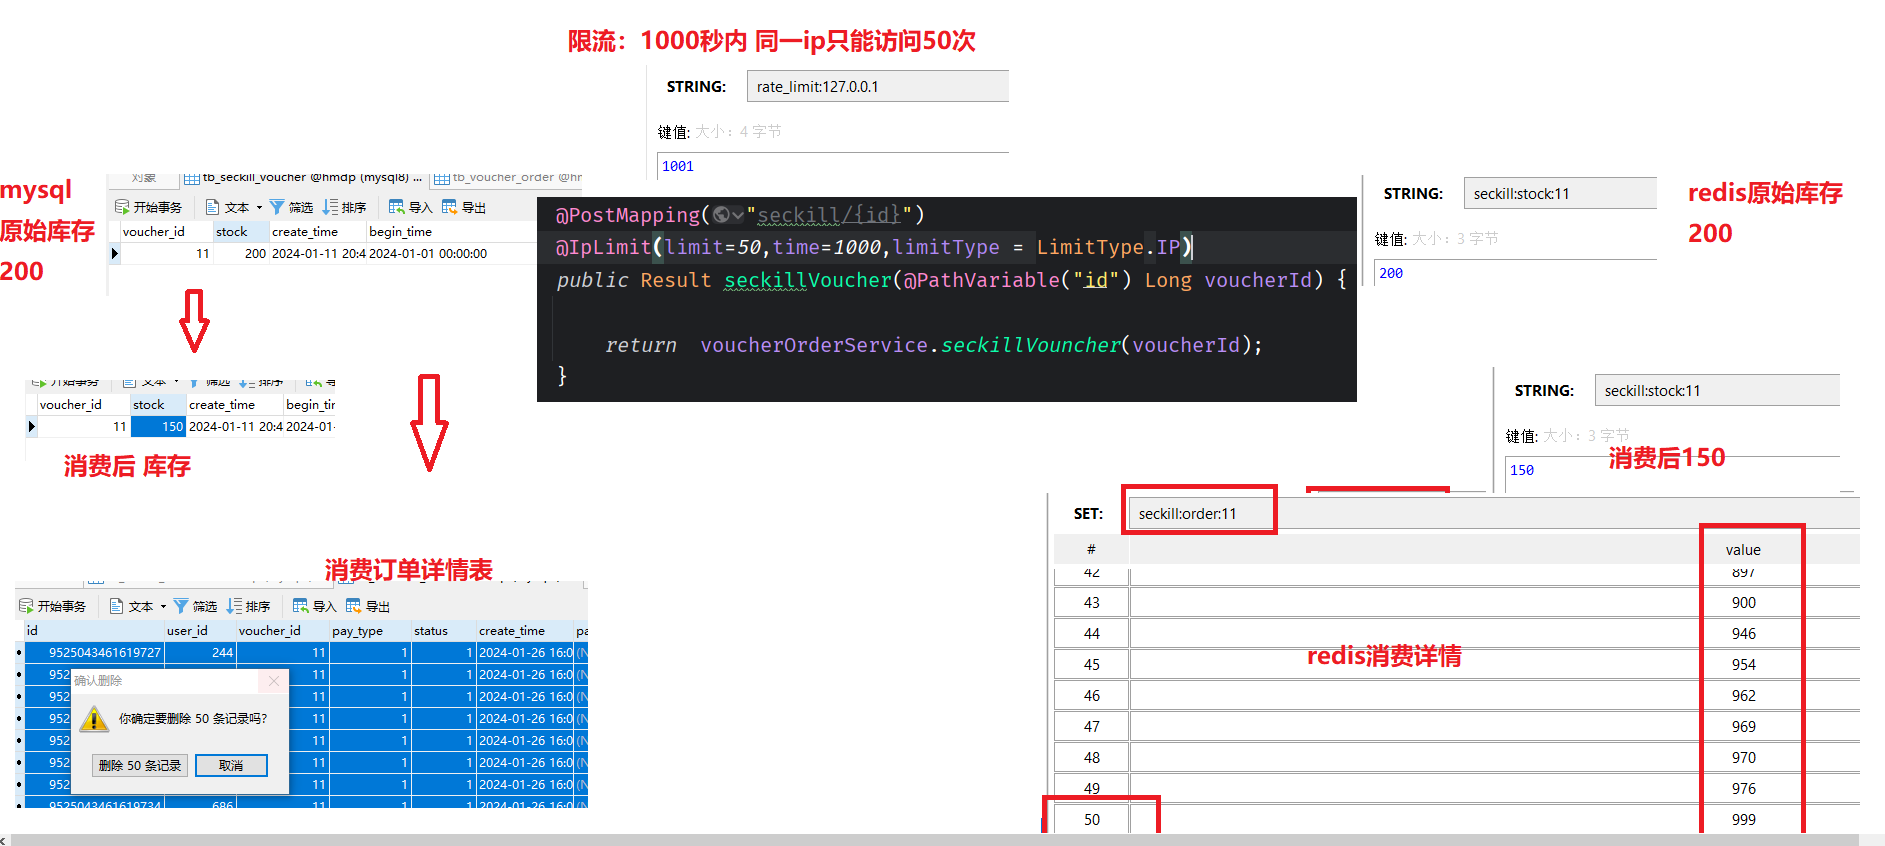 限流：1000秒内 同一ip只能访问50次
STRING: rate_limit:127.0.0.1
键值: 大小：4 字节
1001
mysql
原始库存
200
对象 tb_seckill_voucher @hmdp (mysql8) ... tb_voucher_order @hm
开始事务 文本 筛选 排序 导入 导出
voucher_id stock create_time begin_time
11 200 2024-01-11 20:4 2024-01-01 00:00:00
@PostMapping("seckill/{id}")
@IpLimit(limit=50,time=1000,limitType = LimitType.IP)
public Result seckillVoucher(@PathVariable("id") Long voucherId) {
return voucherOrderService.seckillVouncher(voucherId);
}
STRING: seckill:stock:11
键值: 大小：3 字节
200
redis原始库存
200
开始事务 文本 筛选 排序 导
voucher_id stock create_time begin_tir
11 150 2024-01-11 20:4 2024-01-
消费后 库存
STRING: seckill:stock:11
键值: 大小：3 字节
150
消费后150
消费订单详情表
开始事务 文本 筛选 排序 导入 导出
id user_id voucher_id pay_type status create_time pa
9525043461619727 244 11 1 1 2024-01-26 16:0 (N
952 11 1 1 2024-01-26 16:0 (N
952 11 1 1 2024-01-26 16:0 (N
952 11 1 1 2024-01-26 16:0 (N
952 11 1 1 2024-01-26 16:0 (N
952 11 1 1 2024-01-26 16:0 (N
952 11 1 1 2024-01-26 16:0 (N
9525043461619734 686 11 1 1 2024-01-26 16:0 (N
确认删除
你确定要删除 50 条记录吗?
删除 50 条记录 取消
SET: seckill:order:11
# value
42 897
43 900
44 946
45 954
46 962
47 969
48 970
49 976
50 999
redis消费详情